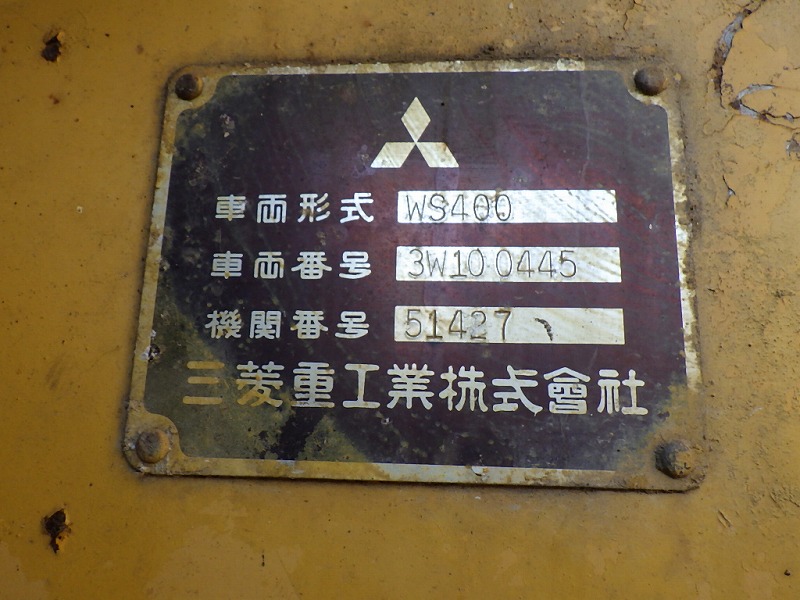 車両形式 WS400
車両番号 3W10 0445
機関番号 51427
三菱重工業株式會社